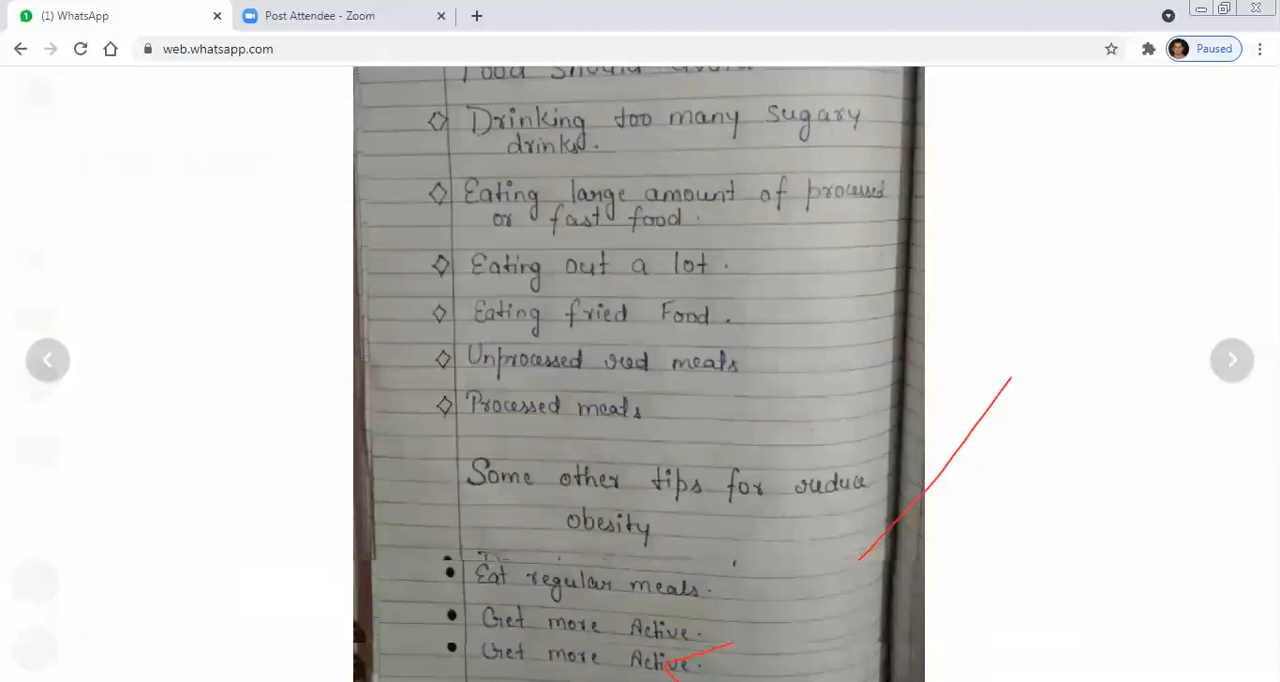 (1) WhatsApp
Post Attendee - Zoom
web.whatsapp.com
Paused
Food Should
Drinking too many sugary
drinks.
Eating large amount of processed
or fast food.
Eating out a lot.
Eating fried Food.
Unprocessed red meats
Processed meats
Some other tips for reduce
obesity
Eat regular meals.
Get more Active.
Get more Active.